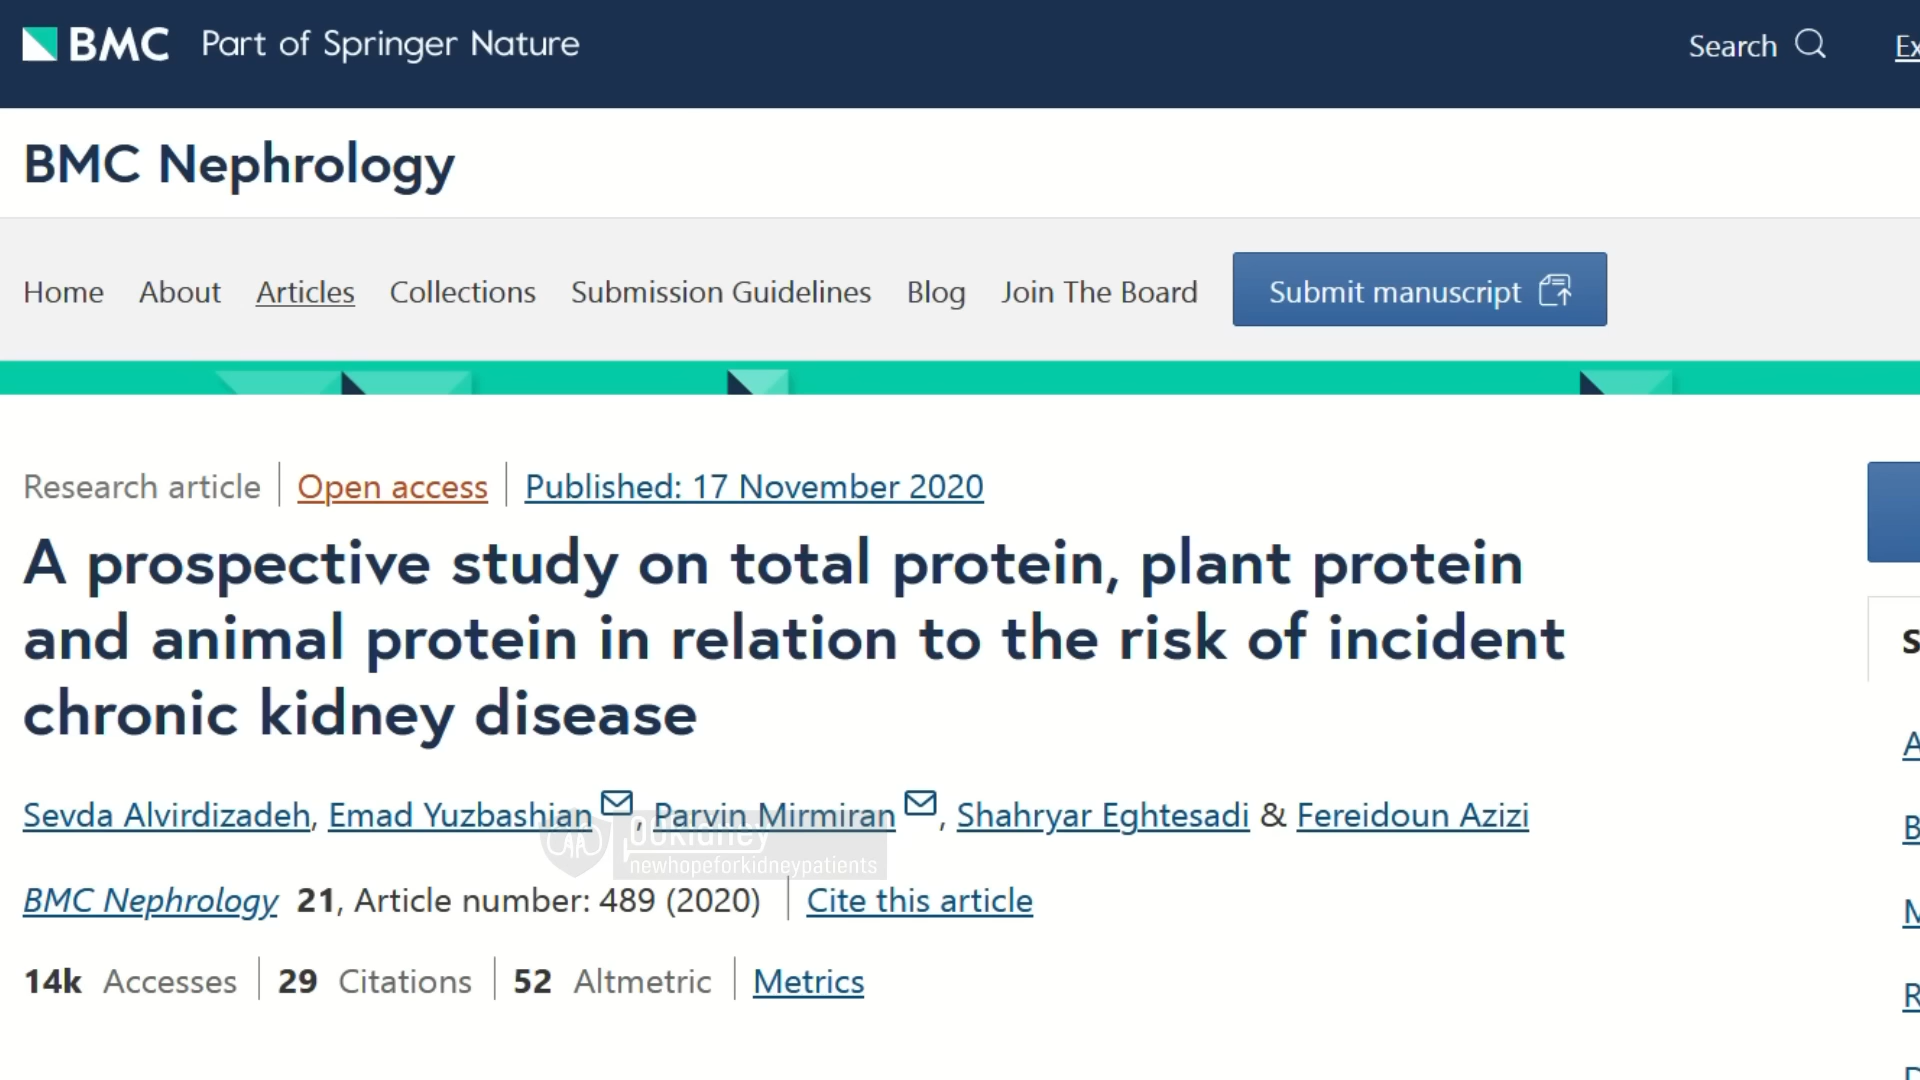 BMC Part of Springer Nature
Search
BMC Nephrology
Home About Articles Collections Submission Guidelines Blog Join The Board Submit manuscript
Research article Open access Published: 17 November 2020
A prospective study on total protein, plant protein
and animal protein in relation to the risk of incident
chronic kidney disease
Sevda Alvirdizadeh, Emad Yuzbashian, Parvin Mirmiran, Shahryar Eghtesadi & Fereidoun Azizi
newhopeforkidneypatients
BMC Nephrology 21, Article number: 489 (2020) Cite this article
14k Accesses 29 Citations 52 Altmetric Metrics